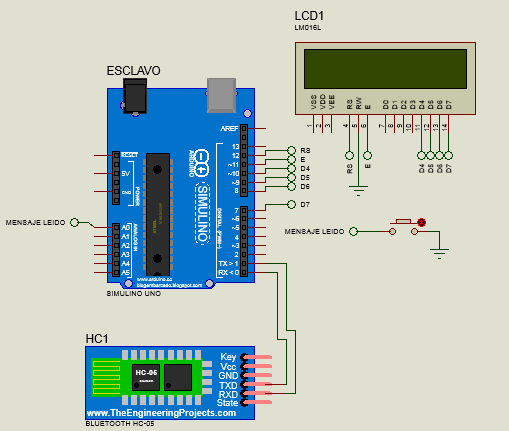 LCD1
LM016L
VSS
VDD
VEE
RS
RW
E
D0
D1
D2
D3
D4
D5
D6
D7
1
2
3
4
5
6
7
8
9
10
11
12
13
14
RS
E
D4
D5
D6
D7
ESCLAVO
AREF
RESET
5V
GND
POWER
ARDUINO
SIMULINO
13
12
~11
~10
~9
8
RS
E
D4
D5
D6
7
~6
~5
4
~3
2
TX > 1
RX < 0
D7
MENSAJE LEIDO
A0
A1
A2
A3
A4
A5
ANALOG IN
www.arduino.cc
blogembarcado.blogspot.com
SIMULINO UNO
MENSAJE LEIDO
HC1
HC-05
Key
Vcc
GND
TXD
RXD
State
www.TheEngineeringProjects.com
BLUETOOTH HC-05